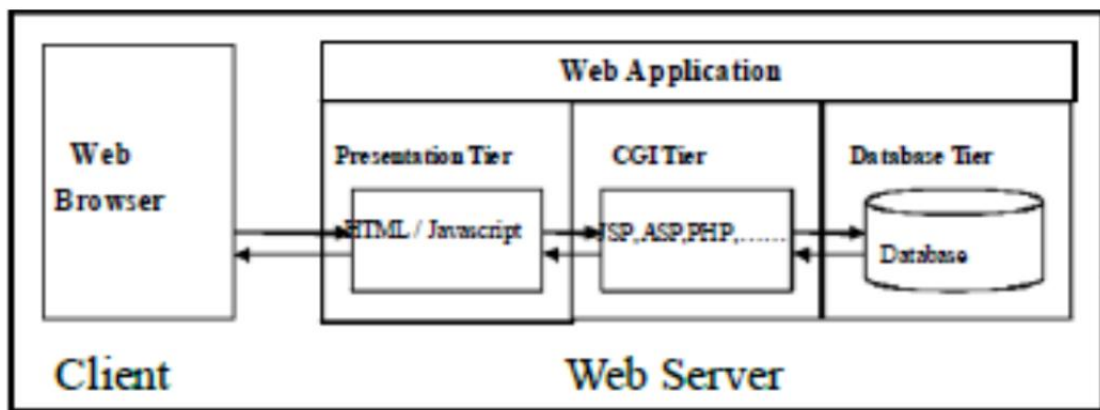 Web Application
Web
Browser
Presentation Tier
CGI Tier
Database Tier
HTML / Javascript
JSP,ASP,PHP,.......
Database
Client
Web Server